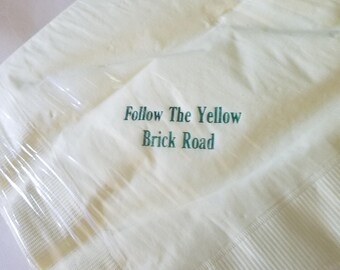 Follow The Yellow
Brick Road